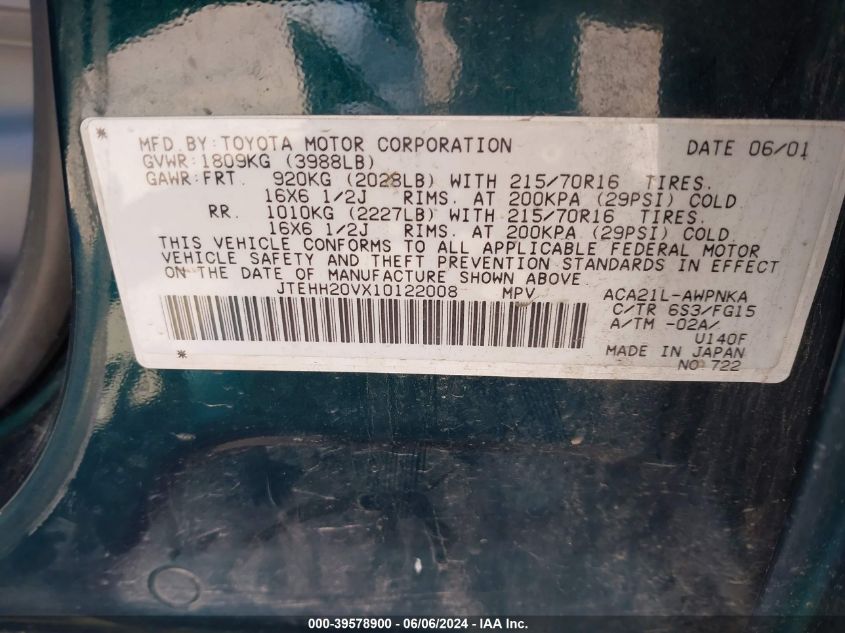 MFD. BY: TOYOTA MOTOR CORPORATION DATE 06/01
GVWR: 1809KG (3988LB)
GAWR: FRT. 920KG (2028LB) WITH 215/70R16 TIRES.
16X6 1/2J RIMS. AT 200KPA (29PSI) COLD
RR. 1010KG (2227LB) WITH 215/70R16 TIRES.
16X6 1/2J RIMS. AT 200KPA (29PSI) COLD.
THIS VEHICLE CONFORMS TO ALL APPLICABLE FEDERAL MOTOR
VEHICLE SAFETY AND THEFT PREVENTION STANDARDS IN EFFECT
ON THE DATE OF MANUFACTURE SHOWN ABOVE.
JTEHH20VX10122008 MPV ACA21L-AWPNKA
C/TR 6S3/FG15
A/TM -02A/
U140F
MADE IN JAPAN
NO 722
000-39578900 - 06/06/2024 - IAA Inc.